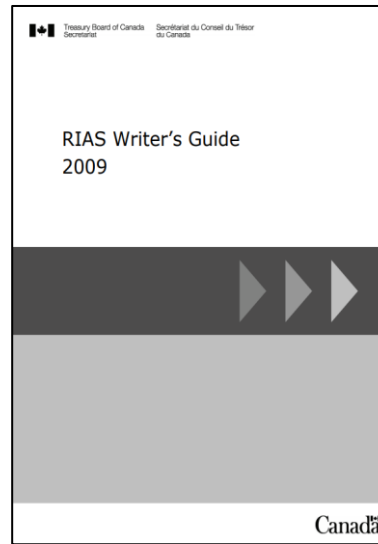 Treasury Board of Canada Secrétariat du Conseil du Trésor
Secretariat du Canada
RIAS Writer's Guide
2009
Canada